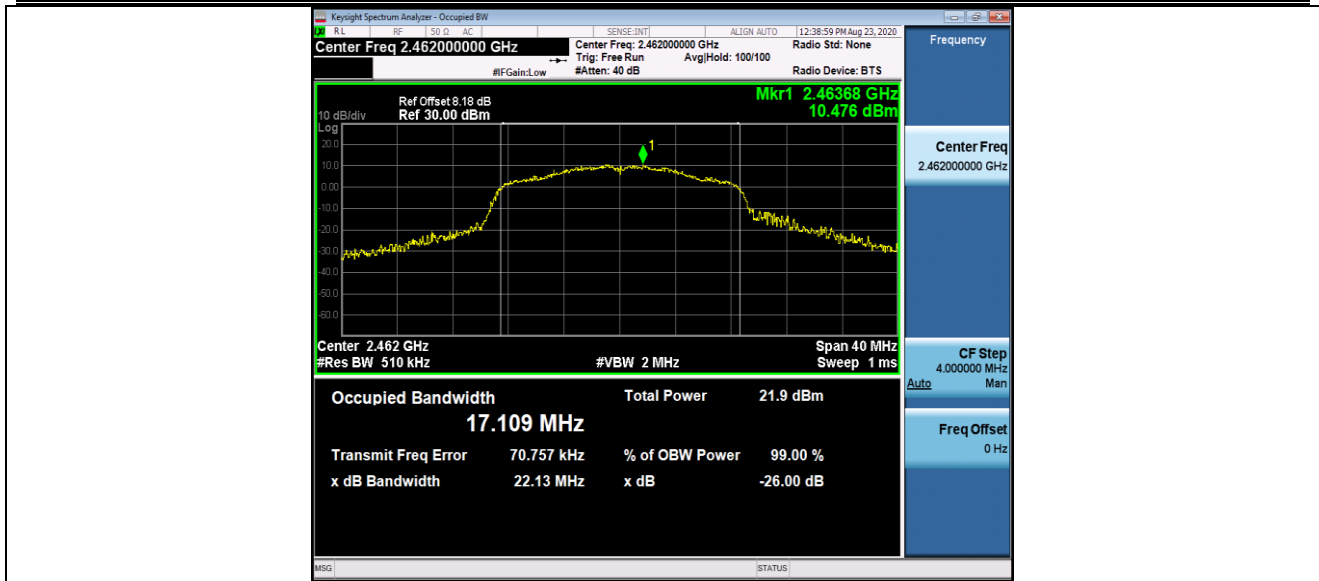 Keysight Spectrum Analyzer - Occupied BW
RL RF 50 Ω AC SENSE:INT ALIGN AUTO 12:38:59 PM Aug 23, 2020
Center Freq 2.462000000 GHz
Center Freq: 2.462000000 GHz Radio Std: None
Trig: Free Run Avg|Hold: 100/100
#IFGain:Low #Atten: 40 dB Radio Device: BTS
Mkr1 2.46368 GHz
10.476 dBm
Ref Offset 8.18 dB
10 dB/div Ref 30.00 dBm
Log
1
20.0
10.0
0.00
-10.0
-20.0
-30.0
-40.0
-50.0
-60.0
Center 2.462 GHz Span 40 MHz
#Res BW 510 kHz #VBW 2 MHz Sweep 1 ms
Occupied Bandwidth Total Power 21.9 dBm
17.109 MHz
Transmit Freq Error 70.757 kHz % of OBW Power 99.00 %
x dB Bandwidth 22.13 MHz x dB -26.00 dB
MSG STATUS
Frequency
Center Freq
2.462000000 GHz
CF Step
4.000000 MHz
Auto Man
Freq Offset
0 Hz